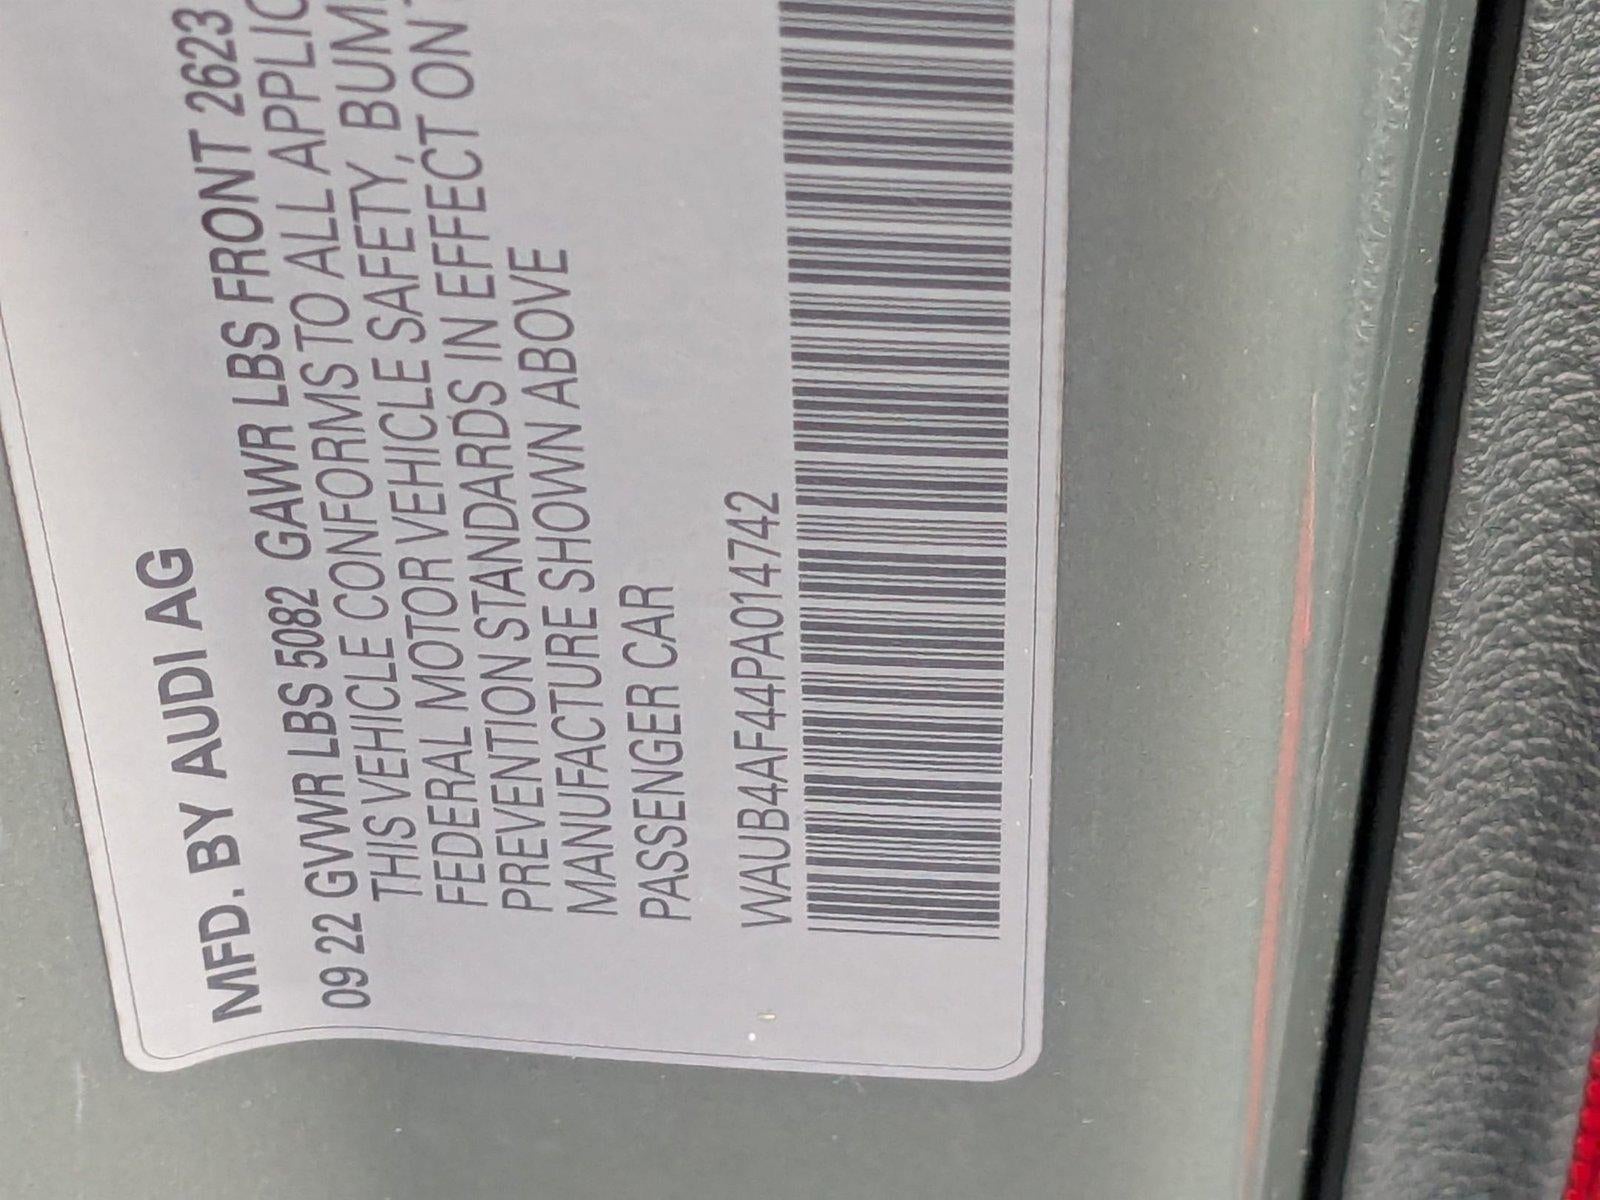 MFD. BY AUDI AG
09 22 GVWR LBS 5082 GAWR LBS FRONT 2623
THIS VEHICLE CONFORMS TO ALL
FEDERAL MOTOR VEHICLE SAFETY,
PREVENTION STANDARDS IN EFFECT ON
MANUFACTURE SHOWN ABOVE
PASSENGER CAR
WAUB4AF44PA014742